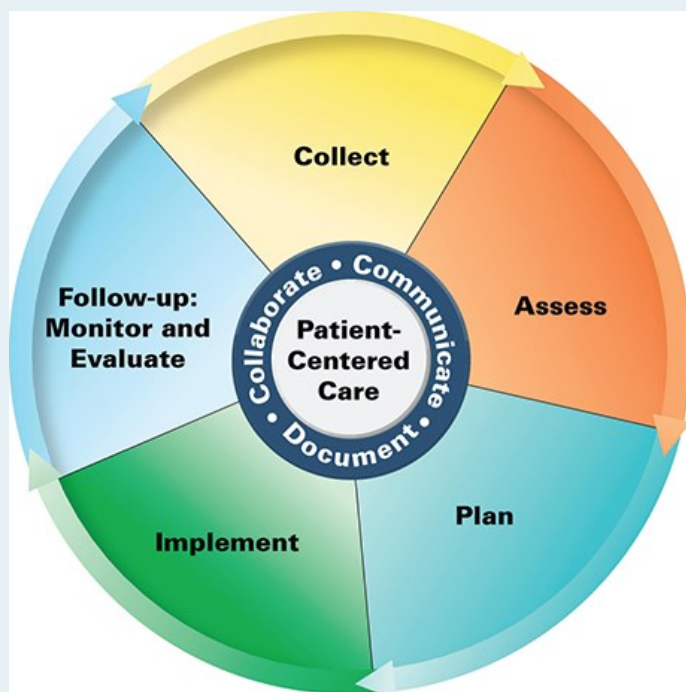 Collect
Assess
Plan
Implement
Follow-up:
Monitor and
Evaluate
Collaborate • Communicate • Document •
Patient-
Centered
Care